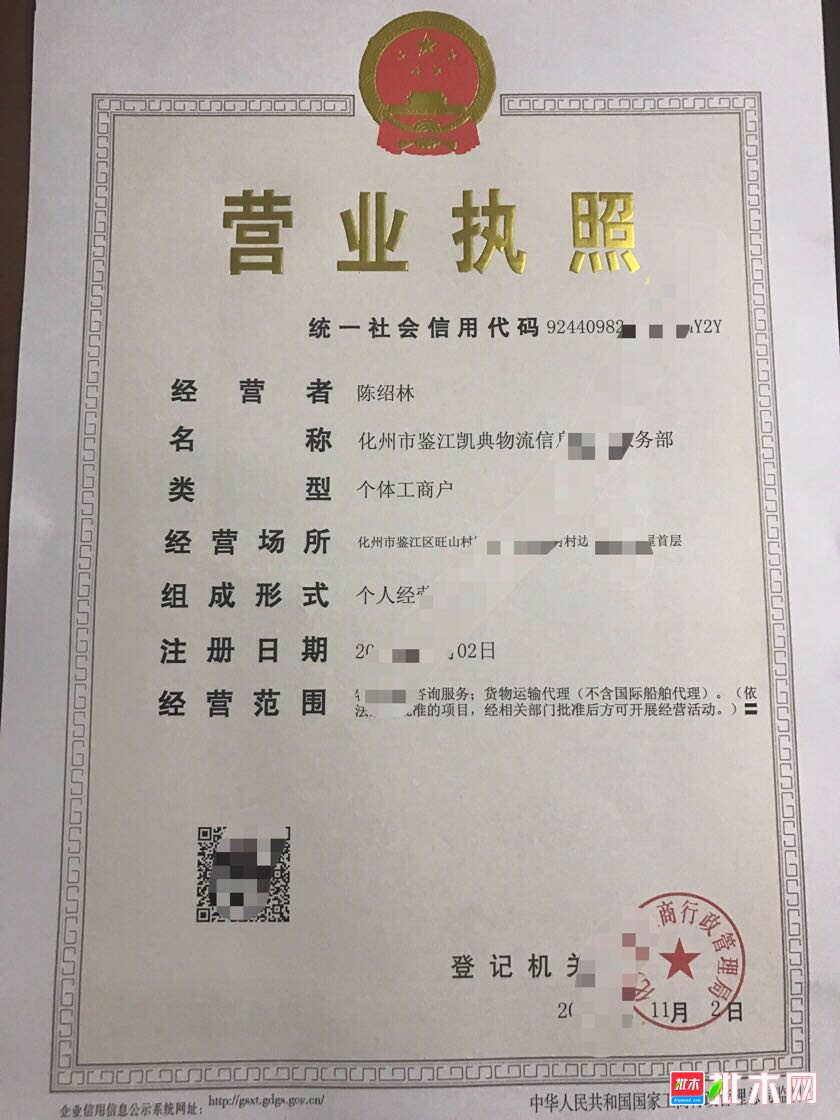 营业执照
统一社会信用代码 92440982 Y2Y
经营者 陈绍林
名称 化州市鉴江凯典物流信 务部
类型 个体工商户
经营场所 化州市鉴江区旺山村 村边 屋首层
组成形式 个人经
注册日期 20 02日
经营范围 咨询服务；货物运输代理（不含国际船舶代理）。（依
法 批准的项目，经相关部门批准后方可开展经营活动。）
商行政管理局
登记机关
20 11月 2日
企业信用信息公示系统网址： http://gsxt.gdgs.gov.cn/
中华人民共和国国家工
批木 批木网